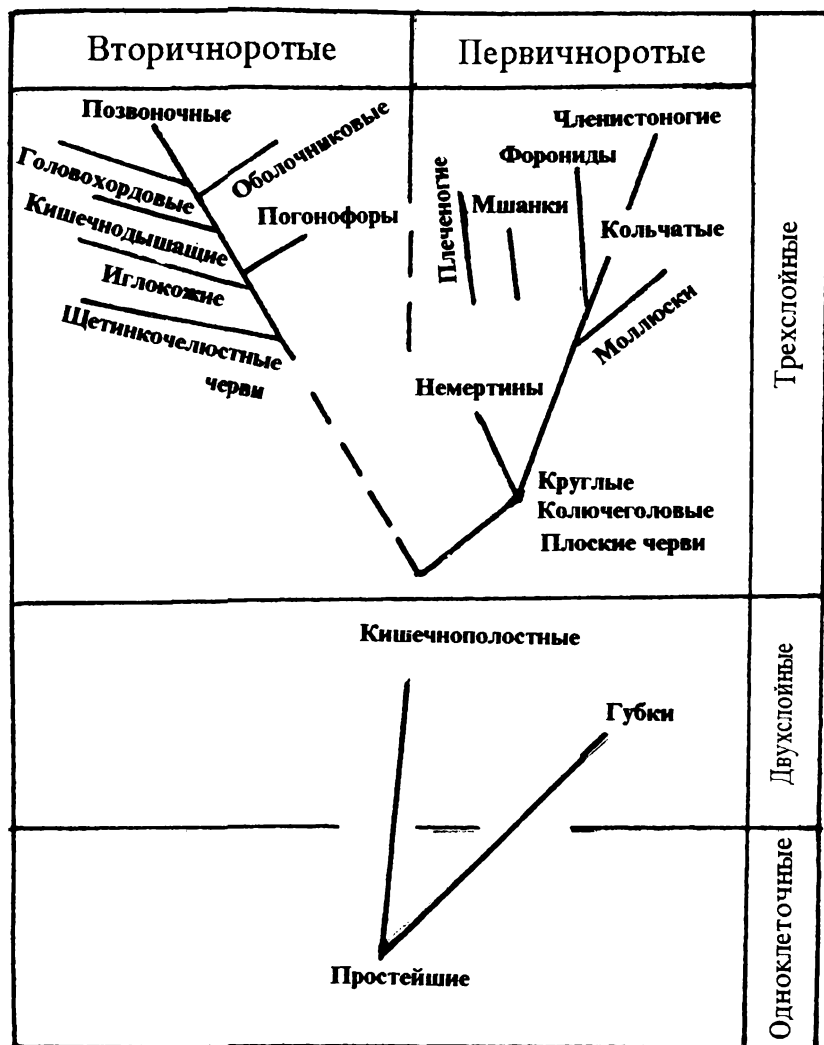 Вторичноротые
Первичноротые
Позвоночные
Оболочниковые
Головохордовые
Кишечнодышащие
Погонофоры
Иглокожие
Щетинкочелюстные
черви
Членистоногие
Форониды
Плеченогие
Мшанки
Кольчатые
Моллюски
Немертины
Круглые
Колючеголовые
Плоские черви
Трехслойные
Кишечнополостные
Губки
Двухслойные
Простейшие
Одноклеточные